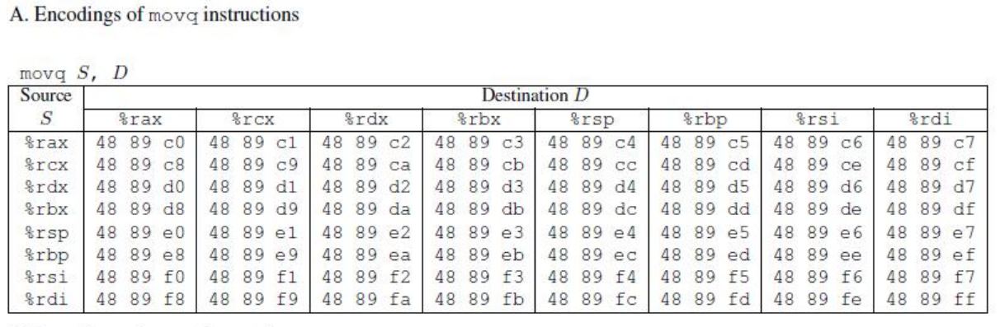 A. Encodings of movq instructions
movq S, D
Source Destination D
S %rax %rcx %rdx %rbx %rsp %rbp %rsi %rdi
%rax 48 89 c0 48 89 c1 48 89 c2 48 89 c3 48 89 c4 48 89 c5 48 89 c6 48 89 c7
%rcx 48 89 c8 48 89 c9 48 89 ca 48 89 cb 48 89 cc 48 89 cd 48 89 ce 48 89 cf
%rdx 48 89 d0 48 89 d1 48 89 d2 48 89 d3 48 89 d4 48 89 d5 48 89 d6 48 89 d7
%rbx 48 89 d8 48 89 d9 48 89 da 48 89 db 48 89 dc 48 89 dd 48 89 de 48 89 df
%rsp 48 89 e0 48 89 e1 48 89 e2 48 89 e3 48 89 e4 48 89 e5 48 89 e6 48 89 e7
%rbp 48 89 e8 48 89 e9 48 89 ea 48 89 eb 48 89 ec 48 89 ed 48 89 ee 48 89 ef
%rsi 48 89 f0 48 89 f1 48 89 f2 48 89 f3 48 89 f4 48 89 f5 48 89 f6 48 89 f7
%rdi 48 89 f8 48 89 f9 48 89 fa 48 89 fb 48 89 fc 48 89 fd 48 89 fe 48 89 ff